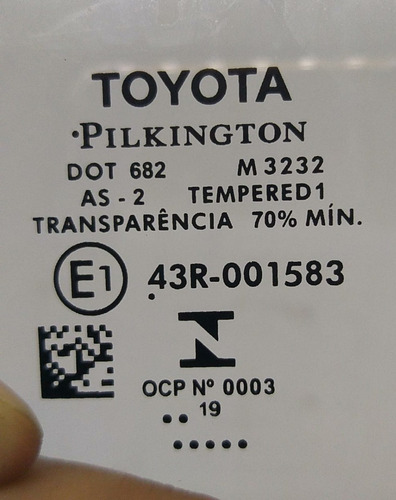 TOYOTA
PILKINGTON
DOT 682 M 3232
AS - 2 TEMPERED1
TRANSPARÊNCIA 70% MÍN.
E1 43R-001583
OCP Nº 0003
19